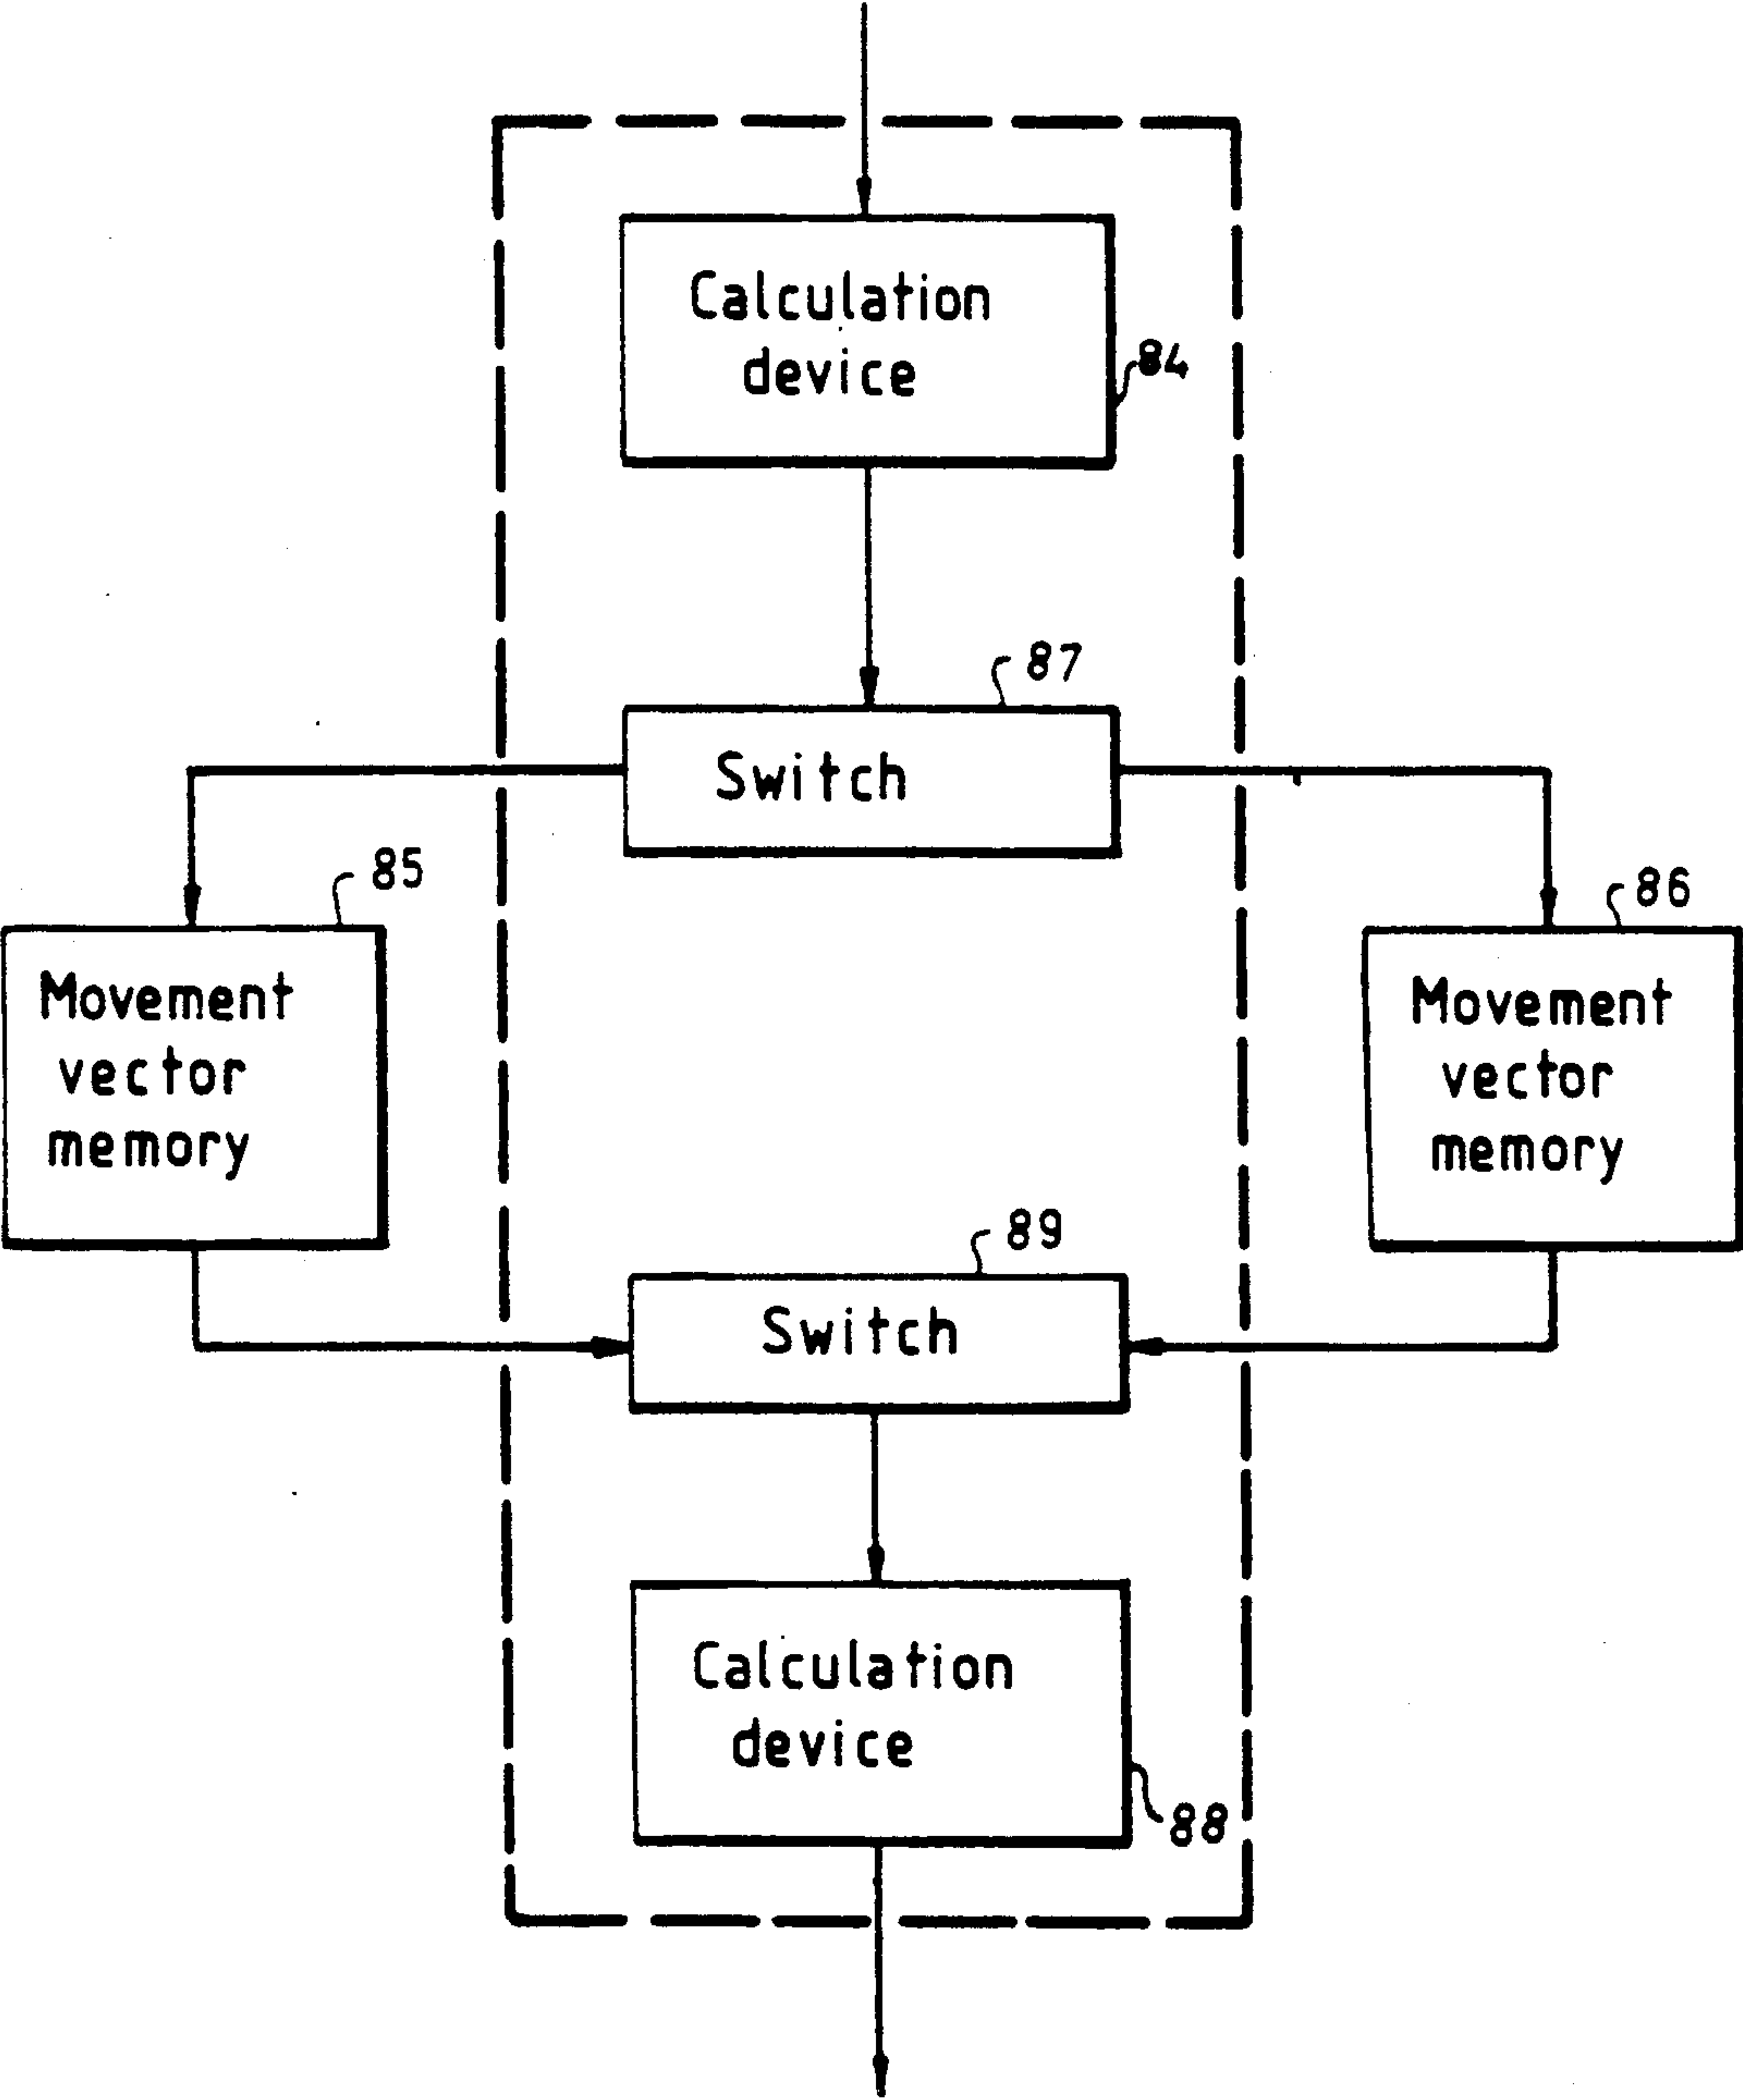 Calculation
device
84
87
Switch
85
86
Movement
vector
memory
Movement
vector
memory
89
Switch
Calculation
device
88